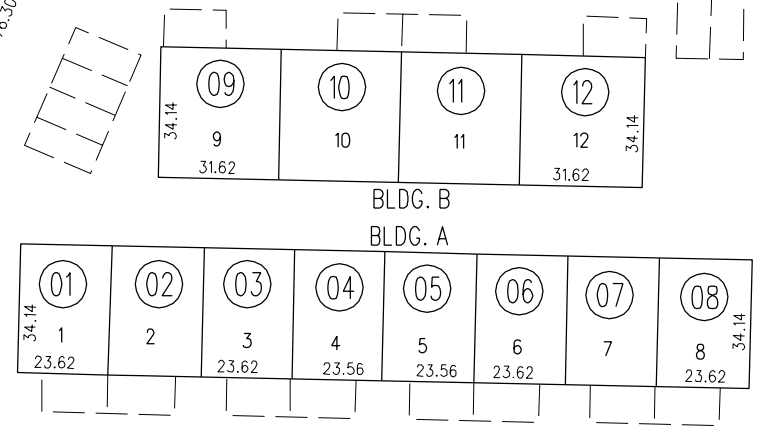 09 10 11 12
34.14 9 10 11 12 34.14
31.62 31.62
BLDG. B
BLDG. A
01 02 03 04 05 06 07 08
34.14 1 2 3 4 5 6 7 8 34.14
23.62 23.62 23.56 23.56 23.62 23.62